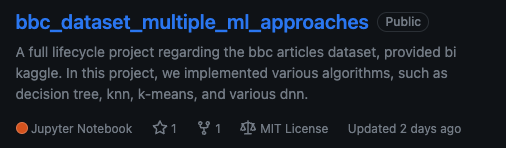 bbc_dataset_multiple_ml_approaches Public
A full lifecycle project regarding the bbc articles dataset, provided bi
kaggle. In this project, we implemented various algorithms, such as
decision tree, knn, k-means, and various dnn.
Jupyter Notebook 1 1 MIT License Updated 2 days ago